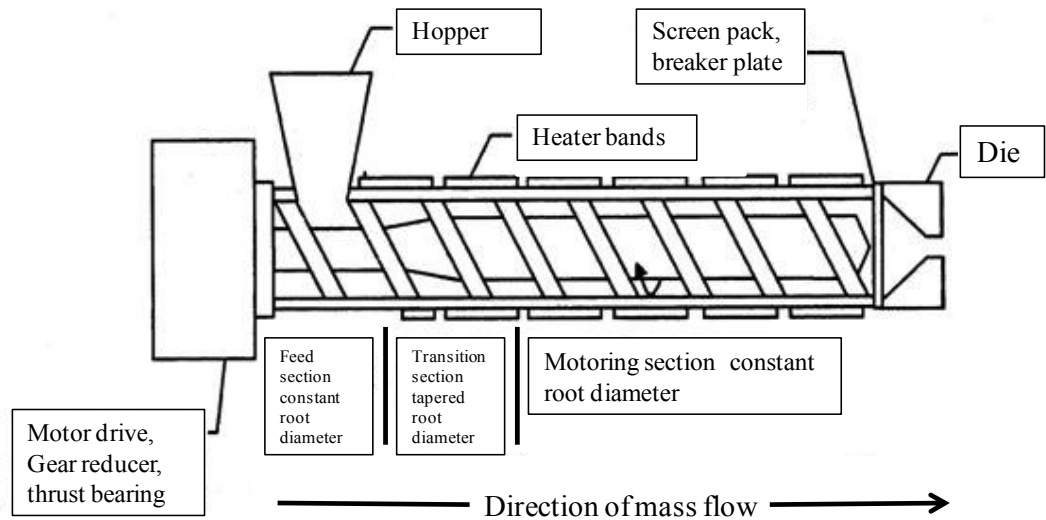 Hopper
Screen pack,
breaker plate
Heater bands
Die
Feed
section
constant
root
diameter
Transition
section
tapered
root
diameter
Motoring section constant
root diameter
Motor drive,
Gear reducer,
thrust bearing
Direction of mass flow